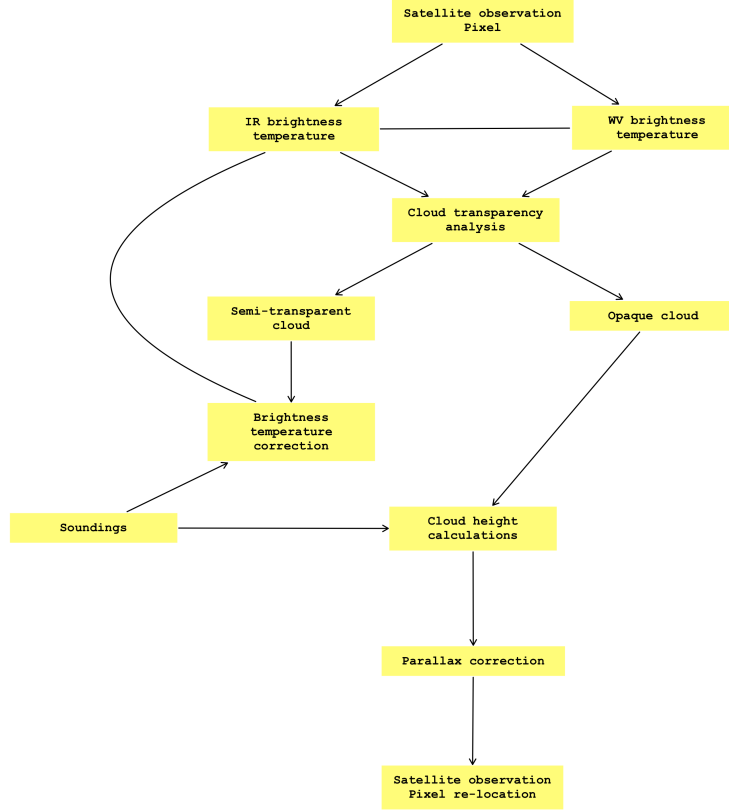 Satellite observation
Pixel
IR brightness
temperature
WV brightness
temperature
Cloud transparency
analysis
Semi-transparent
cloud
Opaque cloud
Brightness
temperature
correction
Soundings
Cloud height
calculations
Parallax correction
Satellite observation
Pixel re-location